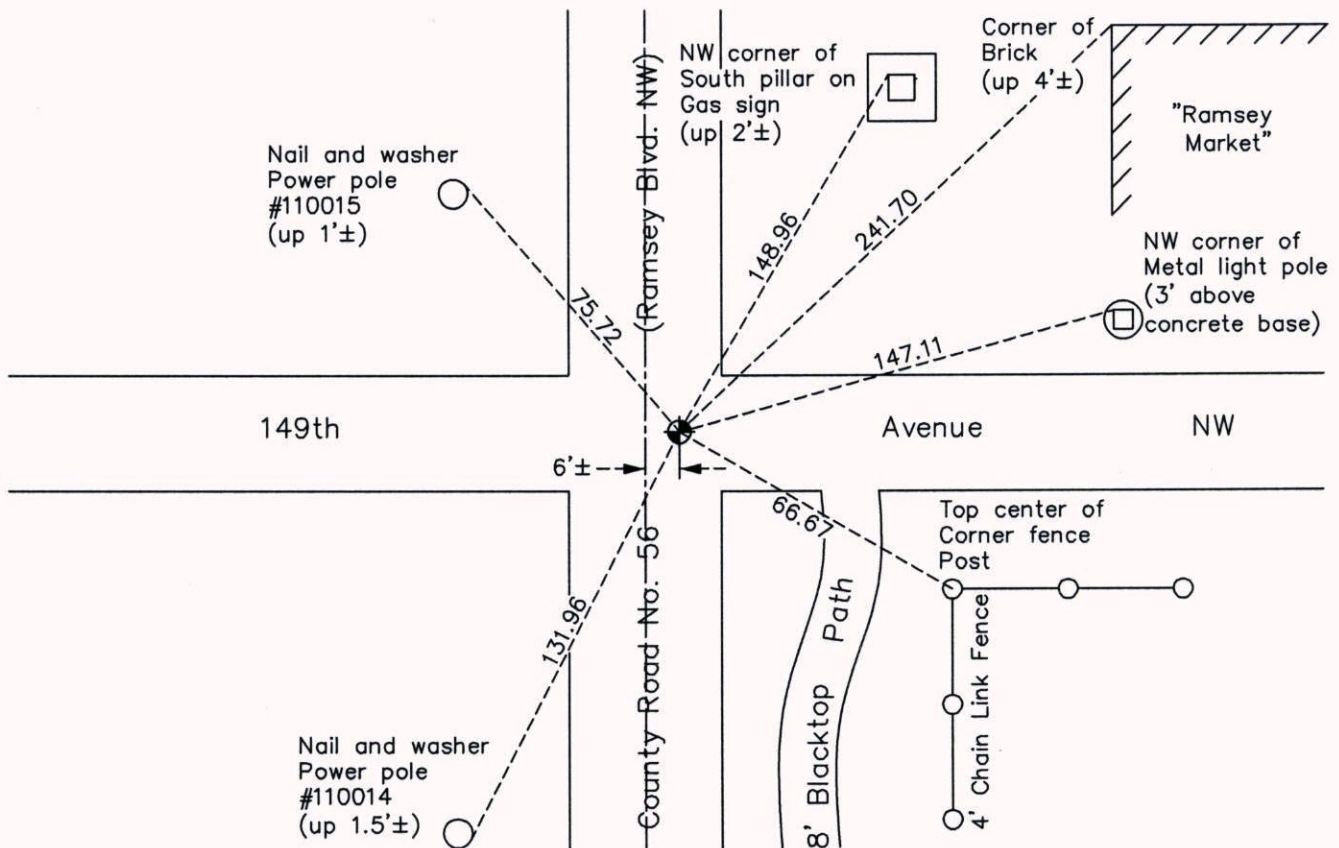 Corner of
Brick
(up 4'±)
NW corner of
South pillar on
Gas sign
(up 2'±)
"Ramsey
Market"
Nail and washer
Power pole
#110015
(up 1'±)
(Ramsey Blvd. NW)
148.96
241.70
NW corner of
Metal light pole
(3' above
concrete base)
75.72
147.11
149th Avenue NW
6'±
66.67
Top center of
Corner fence
Post
County Road No. 56
131.96
8' Blacktop Path
4' Chain Link Fence
Nail and washer
Power pole
#110014
(up 1.5'±)